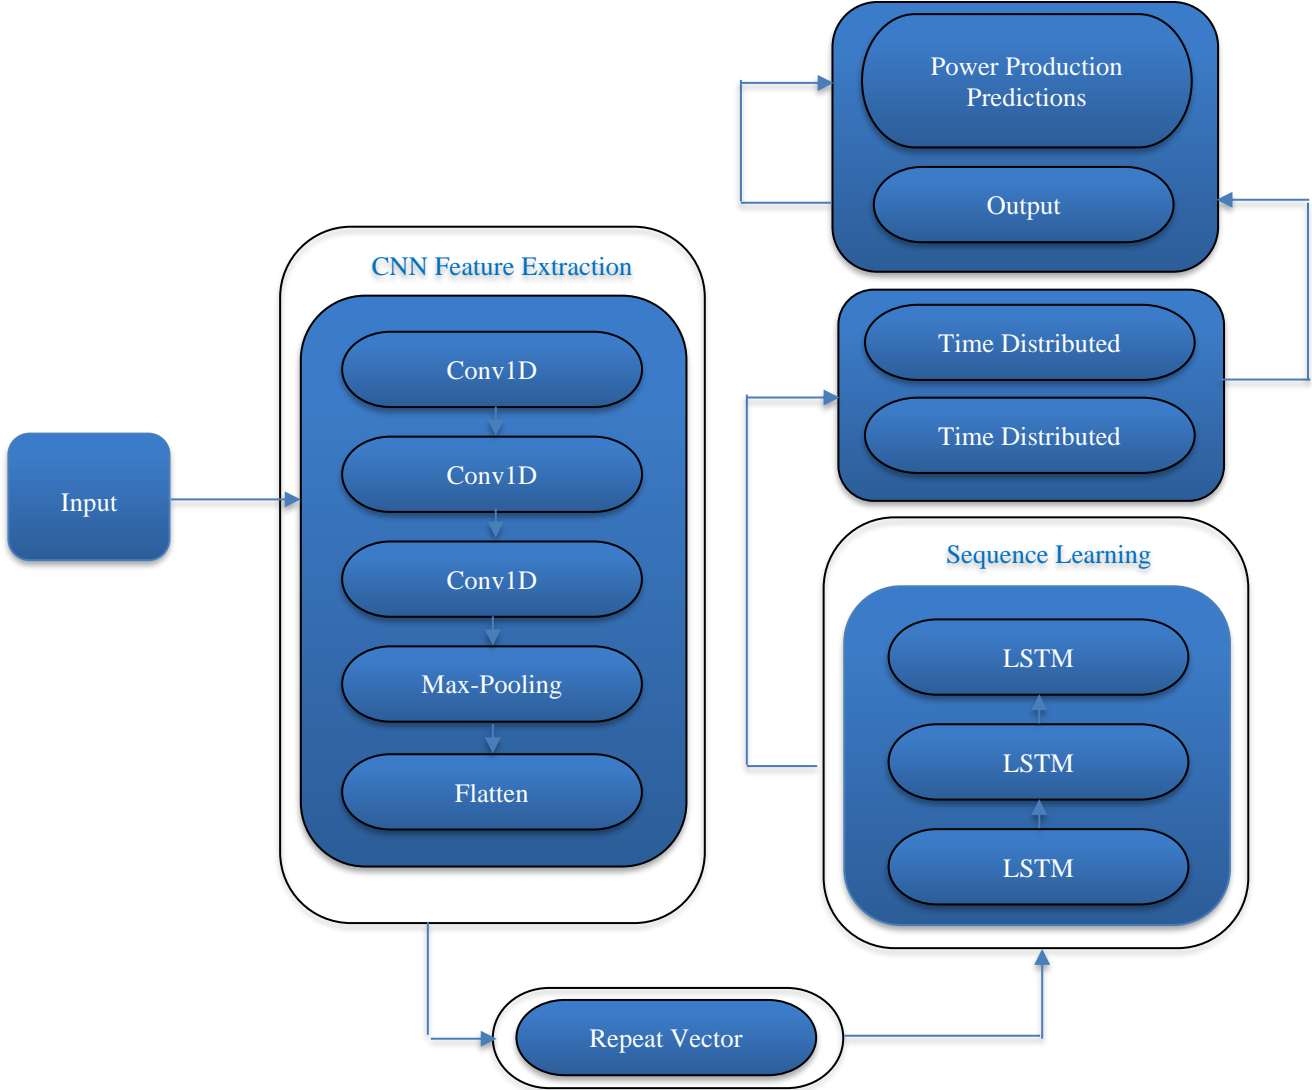 Input
CNN Feature Extraction
Conv1D
Conv1D
Conv1D
Max-Pooling
Flatten
Repeat Vector
Sequence Learning
LSTM
LSTM
LSTM
Time Distributed
Time Distributed
Power Production
Predictions
Output